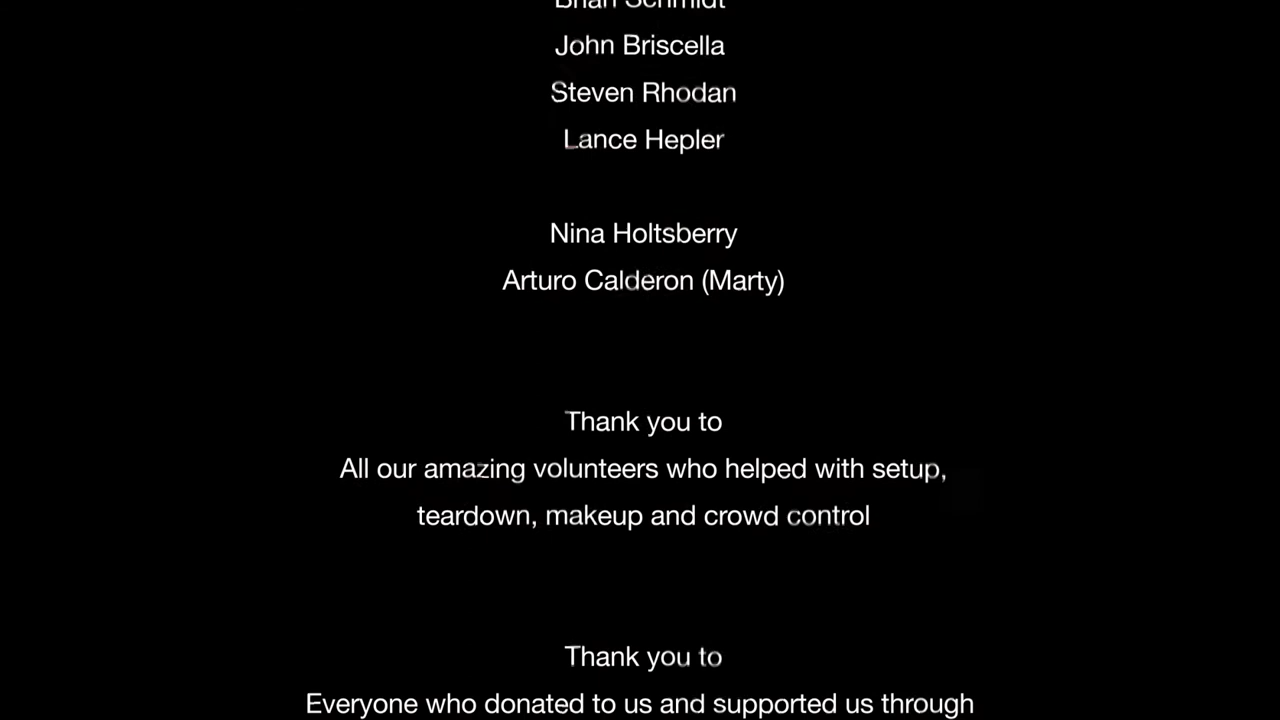 Brian Schmidt
John Briscella
Steven Rhodan
Lance Hepler
Nina Holtsberry
Arturo Calderon (Marty)
Thank you to
All our amazing volunteers who helped with setup,
teardown, makeup and crowd control
Thank you to
Everyone who donated to us and supported us through